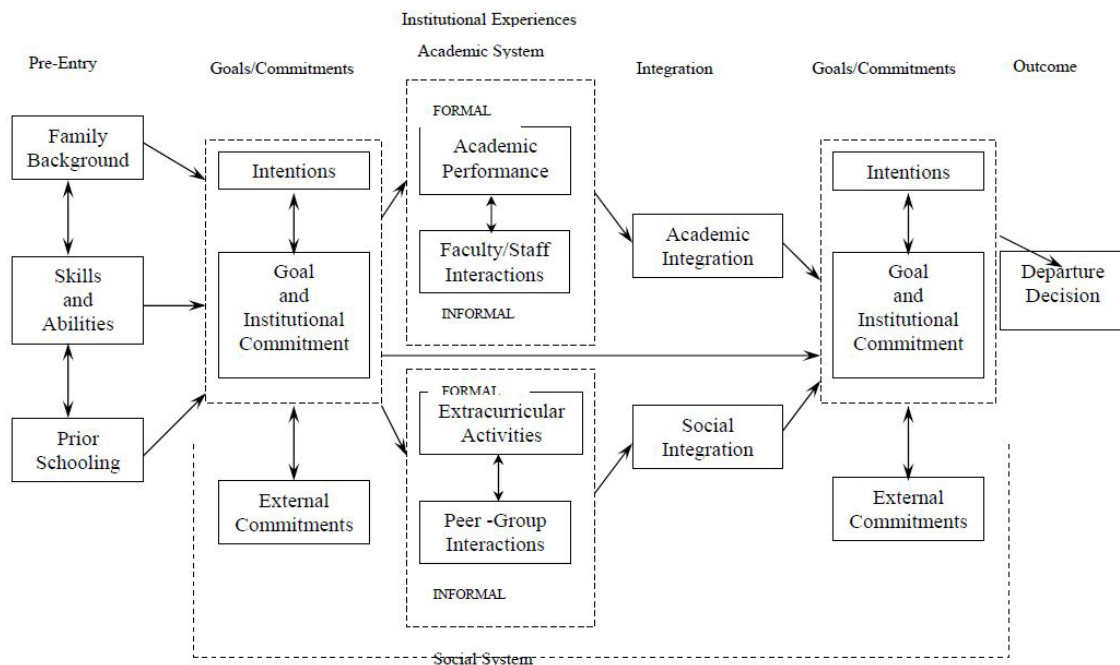 Institutional Experiences
Academic System
Pre-Entry
Goals/Commitments
Integration
Goals/Commitments
Outcome
Family
Background
Skills
and
Abilities
Prior
Schooling
Intentions
Goal
and
Institutional
Commitment
External
Commitments
FORMAL
Academic
Performance
Faculty/Staff
Interactions
INFORMAL
FORMAL
Extracurricular
Activities
Peer -Group
Interactions
INFORMAL
Social System
Academic
Integration
Social
Integration
Intentions
Goal
and
Institutional
Commitment
External
Commitments
Departure
Decision